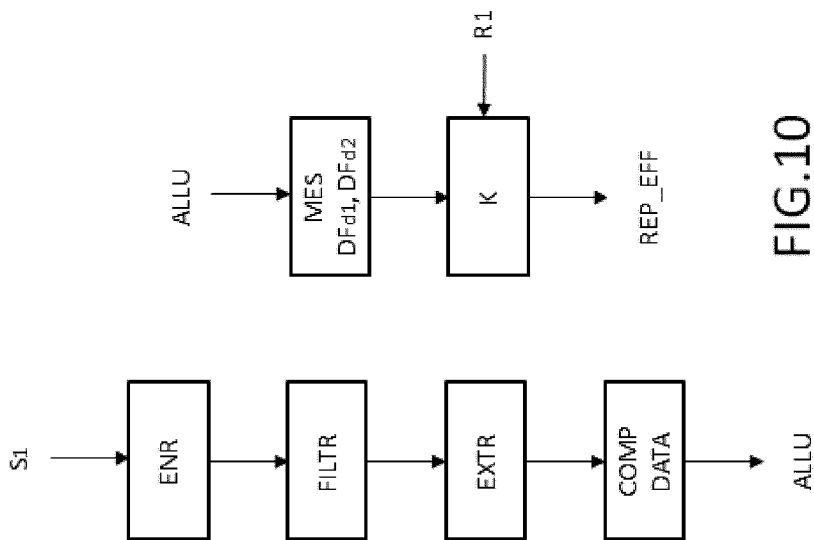 S1
ENR
FILTR
EXTR
COMP
DATA
ALLU
ALLU
MES
DFd1, DFd2
K
R1
REP_EFF
FIG.10